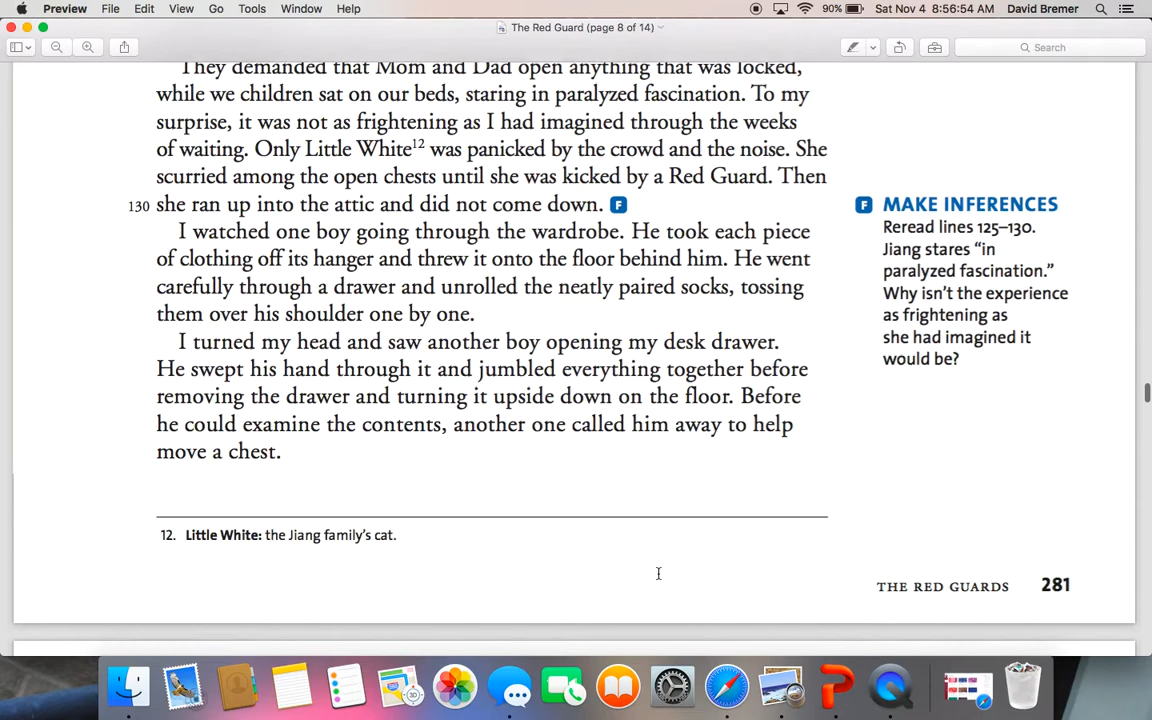 Preview File Edit View Go Tools Window Help 90% Sat Nov 4 8:56:54 AM David Bremer
The Red Guard (page 8 of 14)
Search
They demanded that Mom and Dad open anything that was locked,
while we children sat on our beds, staring in paralyzed fascination. To my
surprise, it was not as frightening as I had imagined through the weeks
of waiting. Only Little White12 was panicked by the crowd and the noise. She
scurried among the open chests until she was kicked by a Red Guard. Then
130 she ran up into the attic and did not come down. F
I watched one boy going through the wardrobe. He took each piece
of clothing off its hanger and threw it onto the floor behind him. He went
carefully through a drawer and unrolled the neatly paired socks, tossing
them over his shoulder one by one.
I turned my head and saw another boy opening my desk drawer.
He swept his hand through it and jumbled everything together before
removing the drawer and turning it upside down on the floor. Before
he could examine the contents, another one called him away to help
move a chest.
F MAKE INFERENCES
Reread lines 125–130.
Jiang stares “in
paralyzed fascination.”
Why isn’t the experience
as frightening as
she had imagined it
would be?
12. Little White: the Jiang family’s cat.
THE RED GUARDS 281